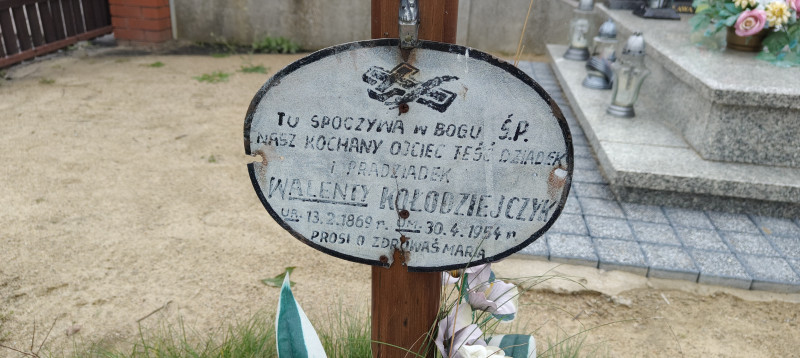 TU SPOCZYWA W BOGU Ś.P.
NASZ KOCHANY OJCIEC TEŚĆ DZIADEK
I PRADZIADEK
WALENTY KOŁODZIEJCZYK
UR. 13.2.1869 r. UM. 30.4.1954 r
PROSI O ZDROWAŚ MARIA